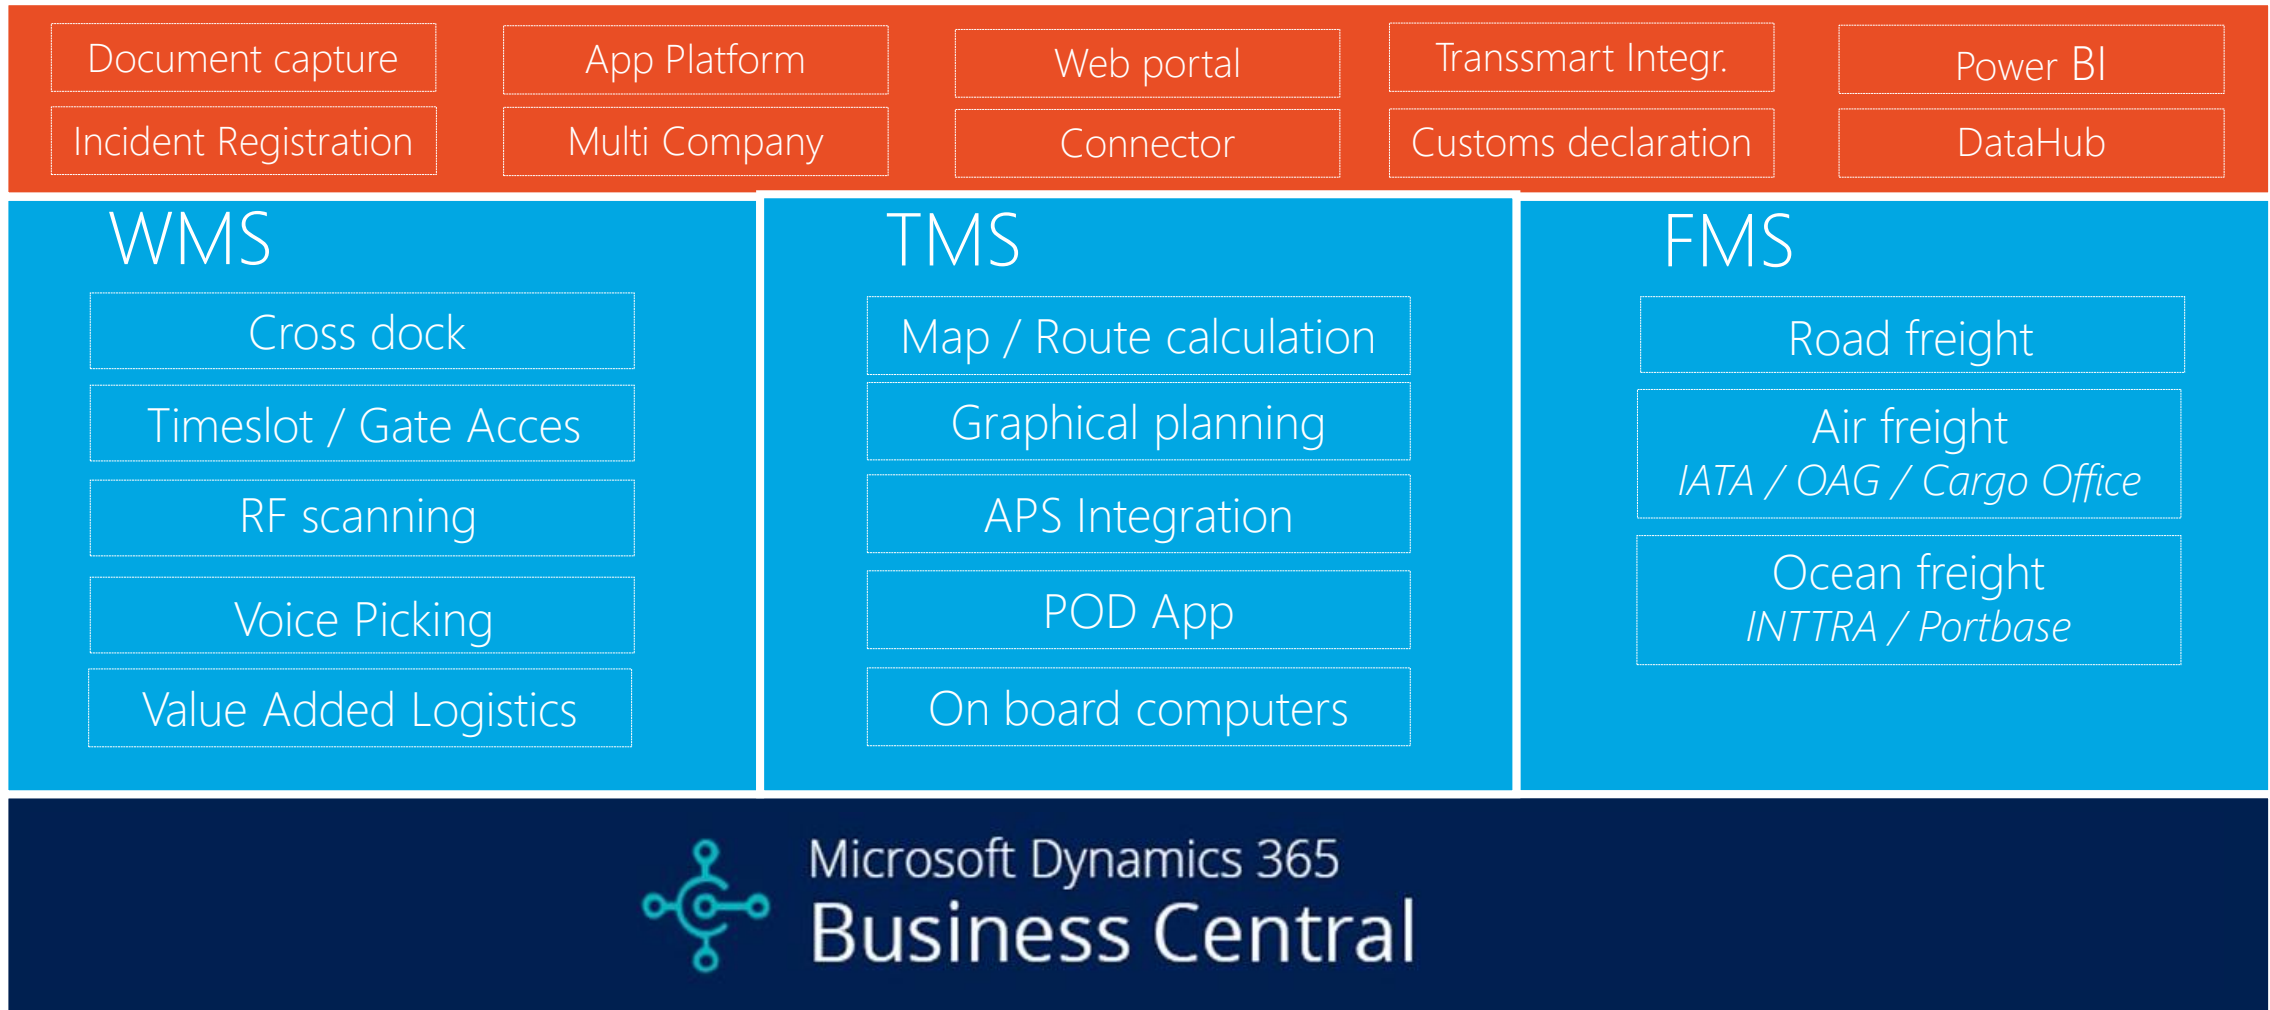 Document capture
App Platform
Web portal
Transsmart Integr.
Power BI
Incident Registration
Multi Company
Connector
Customs declaration
DataHub
WMS
Cross dock
Timeslot / Gate Acces
RF scanning
Voice Picking
Value Added Logistics
TMS
Map / Route calculation
Graphical planning
APS Integration
POD App
On board computers
FMS
Road freight
Air freight
IATA / OAG / Cargo Office
Ocean freight
INTTRA / Portbase
Microsoft Dynamics 365
Business Central